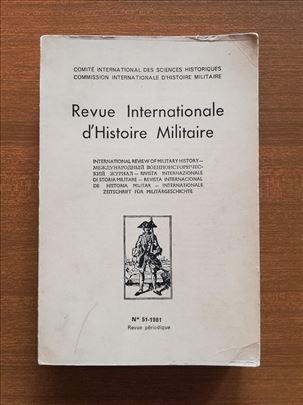 COMITÉ INTERNATIONAL DES SCIENCES HISTORIQUES
COMMISSION INTERNATIONALE D'HISTOIRE MILITAIRE
Revue Internationale
d'Histoire Militaire
INTERNATIONAL REVIEW OF MILITARY HISTORY —
МЕЖДУНАРОДНЫЙ ВОЕННОИСТОРИЧЕС-
КИЙ ЖУРНАЛ — RIVISTA INTERNAZIONALE
DI STORIA MILITARE — REVISTA INTERNACIONAL
DE HISTORIA MILITAR — INTERNATIONALE
ZEITSCHRIFT FÜR MILITÄRGESCHICHTE
N° 51-1981
Revue périodique